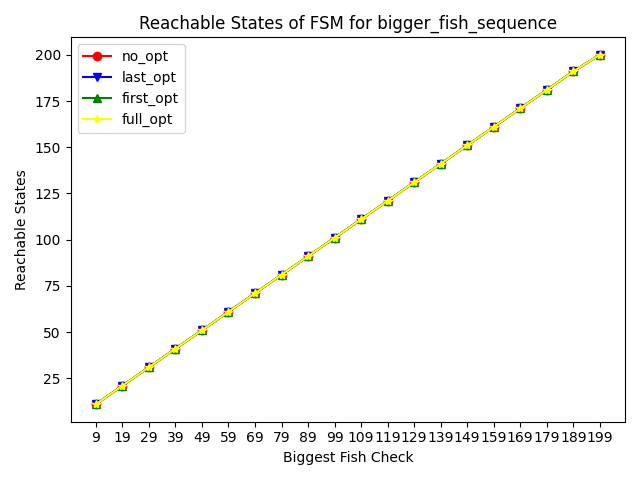 Reachable States of FSM for bigger_fish_sequence
no_opt
last_opt
first_opt
full_opt
200
175
150
125
100
75
50
25
Reachable States
9 19 29 39 49 59 69 79 89 99 109 119 129 139 149 159 169 179 189 199
Biggest Fish Check